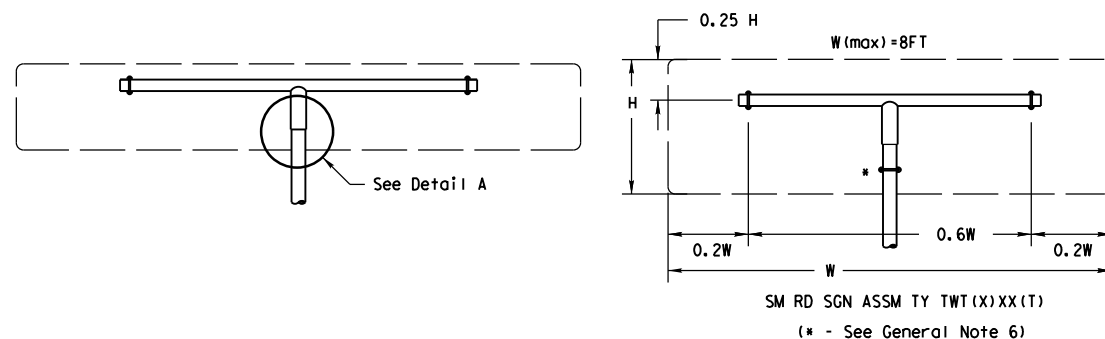 See Detail A
0.25 H
W(max)=8FT
H
*
0.2W
0.6W
0.2W
W
SM RD SGN ASSM TY TWT(X)XX(T)
(* - See General Note 6)